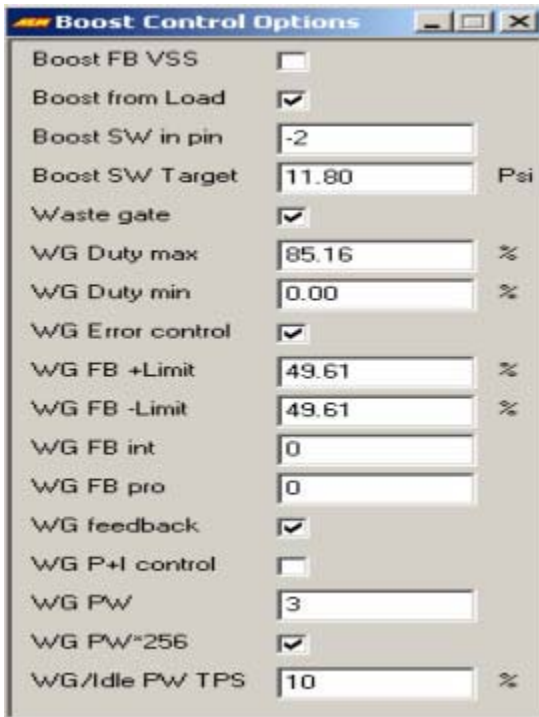 AEM Boost Control Options
Boost FB VSS
Boost from Load
Boost SW in pin -2
Boost SW Target 11.80 Psi
Waste gate
WG Duty max 85.16 %
WG Duty min 0.00 %
WG Error control
WG FB +Limit 49.61 %
WG FB -Limit 49.61 %
WG FB int 0
WG FB pro 0
WG feedback
WG P+I control
WG PW 3
WG PW*256
WG/Idle PW TPS 10 %